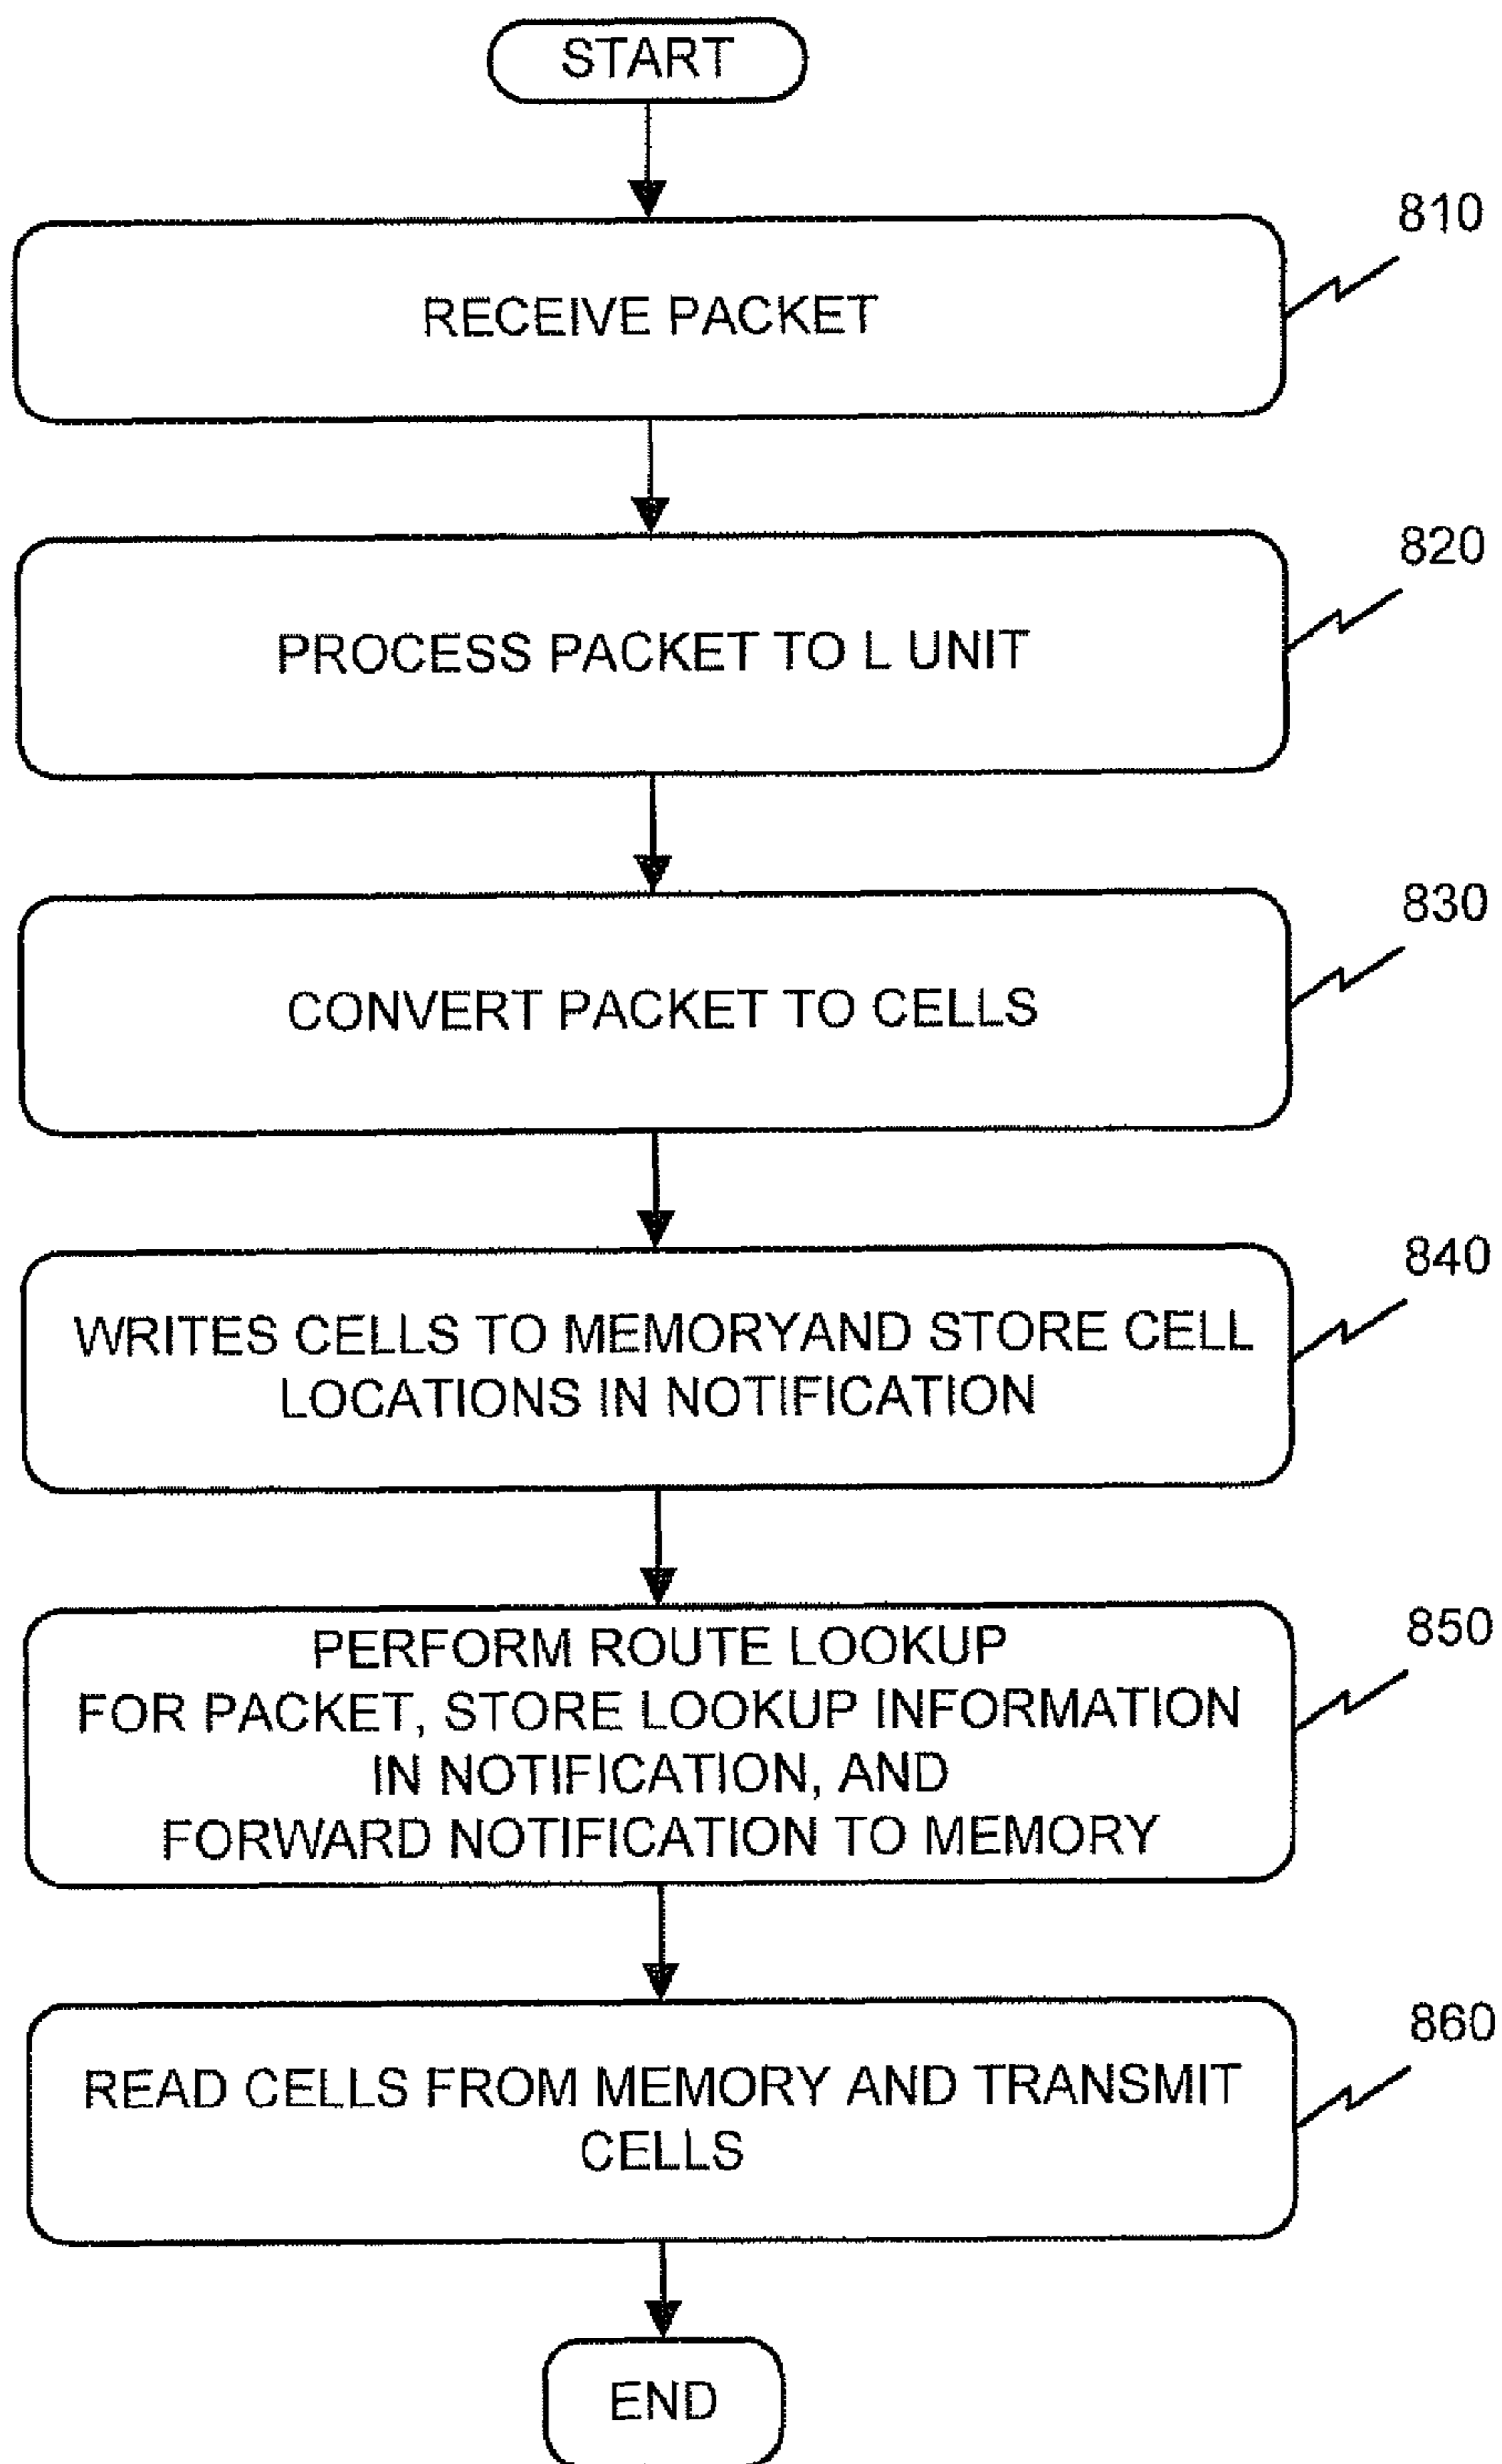 START
810
RECEIVE PACKET
820
PROCESS PACKET TO L UNIT
830
CONVERT PACKET TO CELLS
840
WRITES CELLS TO MEMORYAND STORE CELL
LOCATIONS IN NOTIFICATION
850
PERFORM ROUTE LOOKUP
FOR PACKET, STORE LOOKUP INFORMATION
IN NOTIFICATION, AND
FORWARD NOTIFICATION TO MEMORY
860
READ CELLS FROM MEMORY AND TRANSMIT
CELLS
END